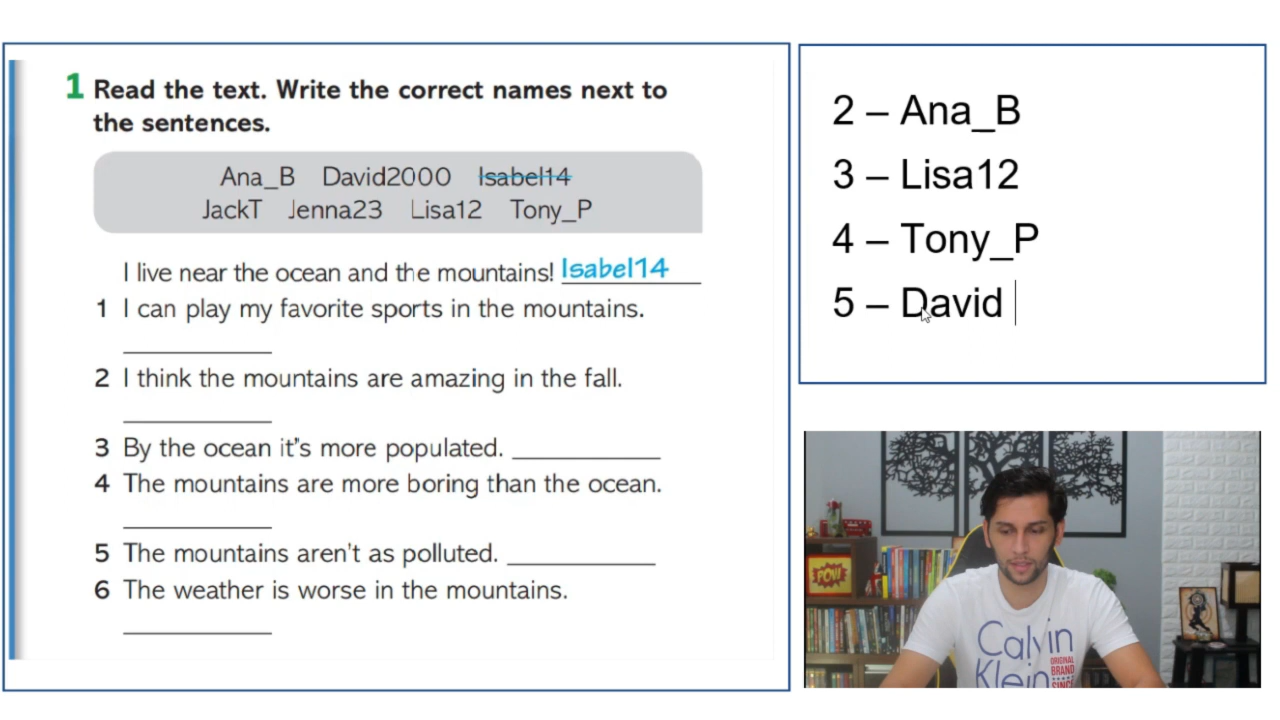 1 Read the text. Write the correct names next to
the sentences.
Ana_B David2000 Isabel14
JackT Jenna23 Lisa12 Tony_P
I live near the ocean and the mountains! Isabel14
1 I can play my favorite sports in the mountains.
2 I think the mountains are amazing in the fall.
3 By the ocean it's more populated.
4 The mountains are more boring than the ocean.
5 The mountains aren't as polluted.
6 The weather is worse in the mountains.
2 – Ana_B
3 – Lisa12
4 – Tony_P
5 – David
POW!
Calvin
Klein
ORIGINAL
BRAND
SINCE